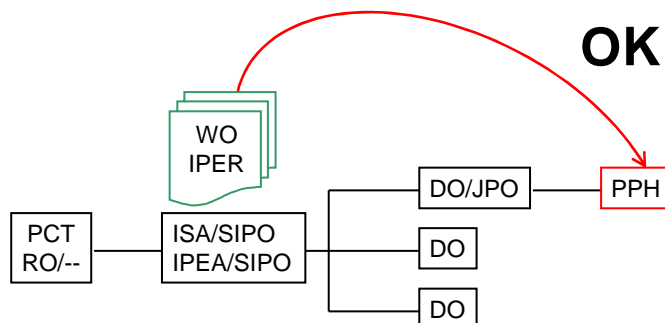 OK
WO
IPER
DO/JPO
PPH
PCT
RO/--
ISA/SIPO
IPEA/SIPO
DO
DO